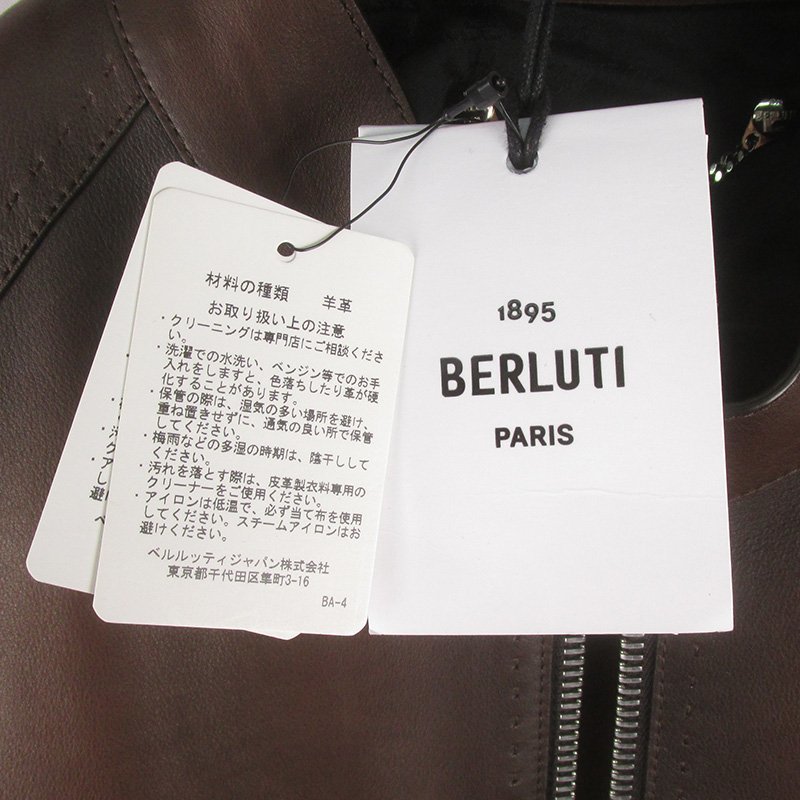 材料の種類　羊革
お取り扱い上の注意
・クリーニングは専門店にご相談くださ
い。
・洗濯での水洗い、ベンジン等でのお手
入れをしますと、色落ちしたり革が硬
化することがあります。
・保管の際は、湿気の多い場所を避け、
重ね置きせずに、通気の良い所で保管
してください。
・梅雨などの多湿の時期は、陰干しして
ください。
・汚れを落とす際は、皮革製衣料専用の
クリーナーをご使用ください。
・アイロンは低温で、必ず当て布を使用
してください。スチームアイロンはお
避けください。
ベルルッティジャパン株式会社
東京都千代田区隼町3-16
BA-4
1895
BERLUTI
PARIS